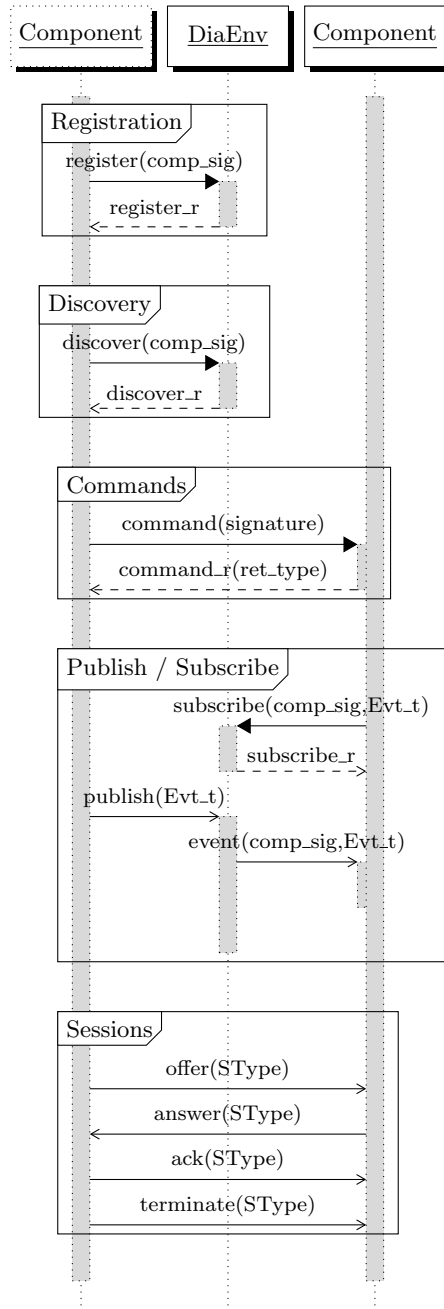 Component DiaEnv Component
Registration
register(comp_sig)
register_r
Discovery
discover(comp_sig)
discover_r
Commands
command(signature)
command_r(ret_type)
Publish / Subscribe
subscribe(comp_sig,Evt_t)
subscribe_r
publish(Evt_t)
event(comp_sig,Evt_t)
Sessions
offer(SType)
answer(SType)
ack(SType)
terminate(SType)